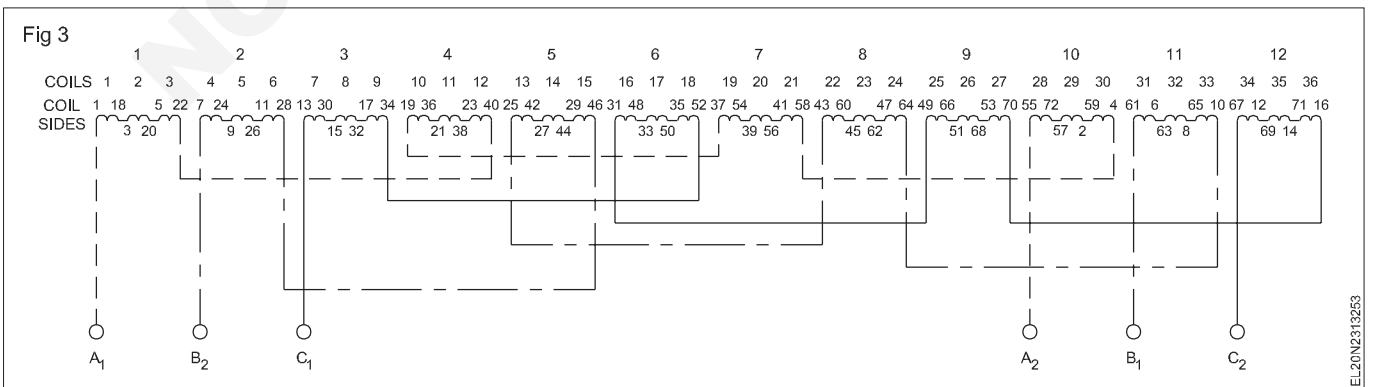 Fig 3
1 2 3 4 5 6 7 8 9 10 11 12
COILS 1 2 3 4 5 6 7 8 9 10 11 12 13 14 15 16 17 18 19 20 21 22 23 24 25 26 27 28 29 30 31 32 33 34 35 36
COIL 1 18 5 22 7 24 11 28 13 30 17 34 19 36 23 40 25 42 29 46 31 48 35 52 37 54 41 58 43 60 47 64 49 66 53 70 55 72 59 4 61 6 65 10 67 12 71 16
SIDES 3 20 9 26 15 32 21 38 27 44 33 50 39 56 45 62 51 68 57 2 63 8 69 14
A1 B2 C1 A2 B1 C2
EL20N2313253